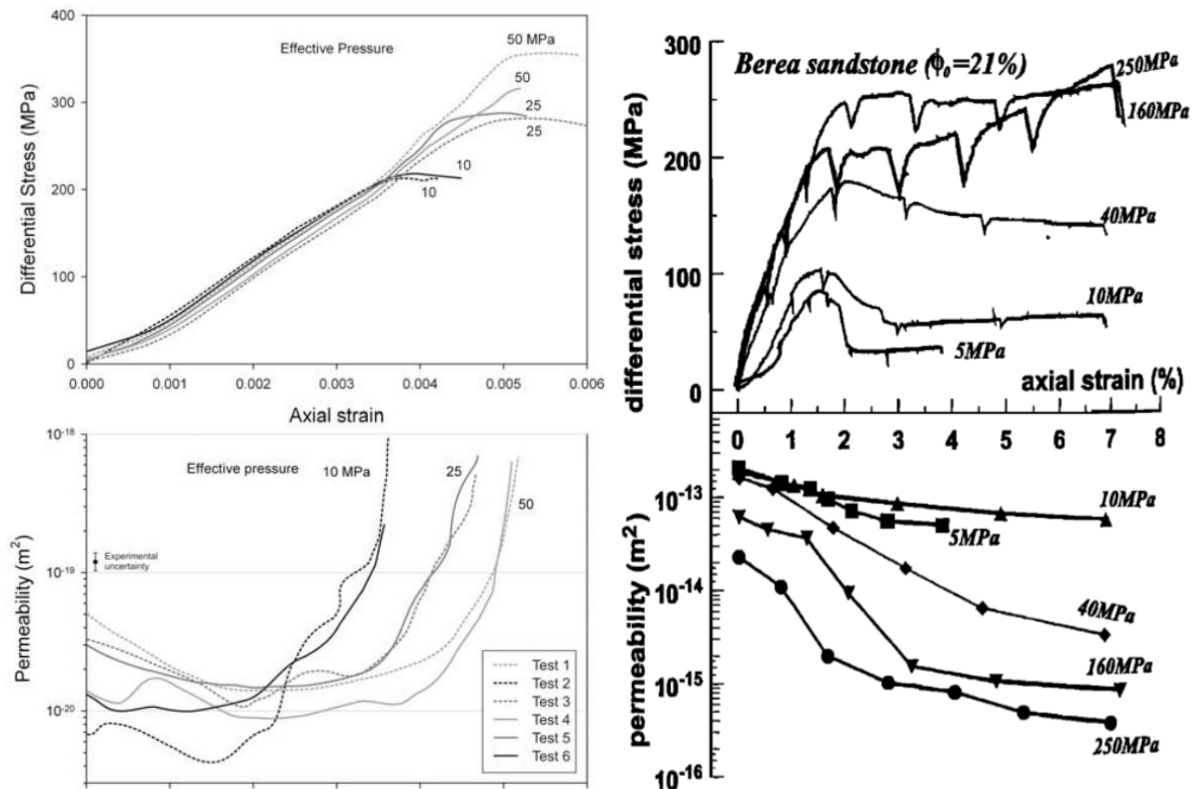 400
Effective Pressure
50 MPa
300
50
25
25
Differential Stress (MPa)
200
10
10
100
0
0.000 0.001 0.002 0.003 0.004 0.005 0.006
Axial strain
10⁻¹⁸
Effective pressure
10 MPa
25
50
Experimental
uncertainty
Permeability (m²)
10⁻¹⁹
10⁻²⁰
Test 1
Test 2
Test 3
Test 4
Test 5
Test 6
300
Berea sandstone (ϕ₀=21%)
250MPa
160MPa
differential stress (MPa)
200
40MPa
100
10MPa
5MPa
0
axial strain (%)
0 1 2 3 4 5 6 7 8
10⁻¹³
10MPa
5MPa
permeability (m²)
10⁻¹⁴
40MPa
160MPa
10⁻¹⁵
250MPa
10⁻¹⁶